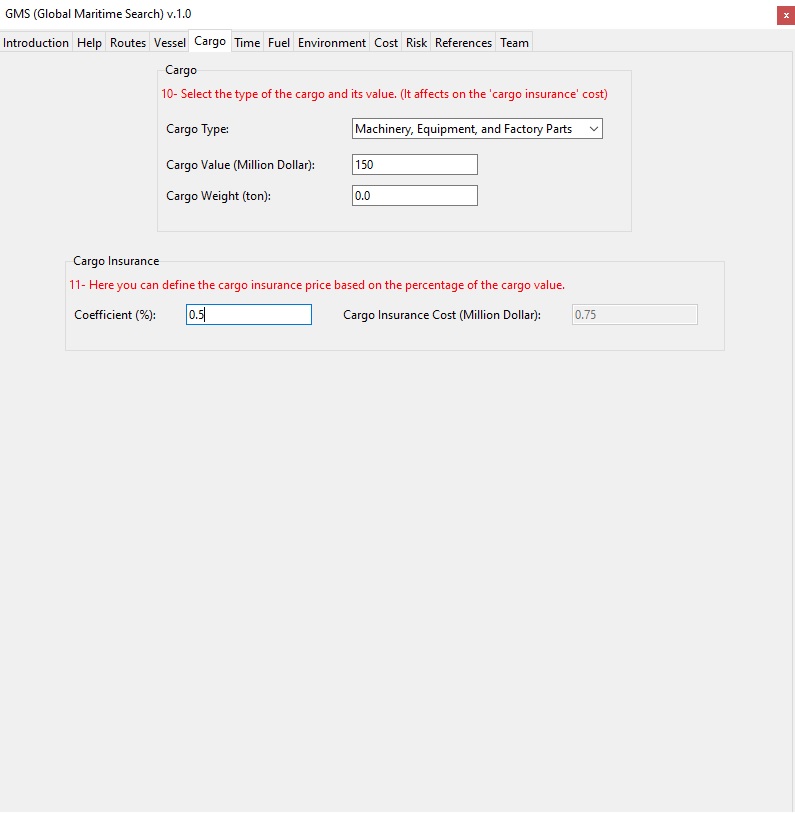 GMS (Global Maritime Search) v.1.0
x
Introduction Help Routes Vessel Cargo Time Fuel Environment Cost Risk References Team
Cargo
10- Select the type of the cargo and its value. (It affects on the 'cargo insurance' cost)
Cargo Type: Machinery, Equipment, and Factory Parts
Cargo Value (Million Dollar): 150
Cargo Weight (ton): 0.0
Cargo Insurance
11- Here you can define the cargo insurance price based on the percentage of the cargo value.
Coefficient (%): 0.5 Cargo Insurance Cost (Million Dollar): 0.75